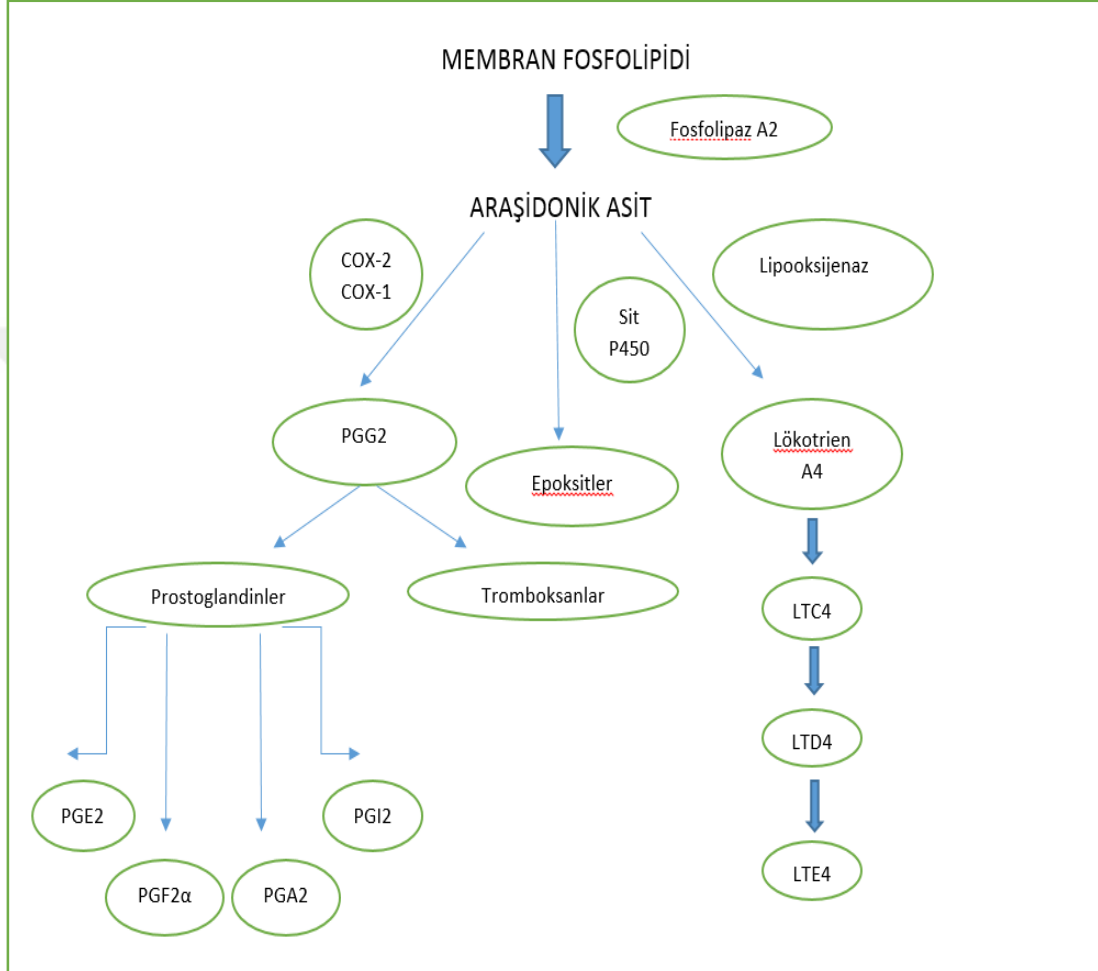 MEMBRAN FOSFOLİPİDİ
Fosfolipaz A2
ARAŞİDONİK ASİT
COX-2
COX-1
Lipooksijenaz
Sit
P450
PGG2
Epoksitler
Lökotrien
A4
Prostoglandinler
Tromboksanlar
LTC4
LTD4
PGE2
PGI2
PGF2α
PGA2
LTE4